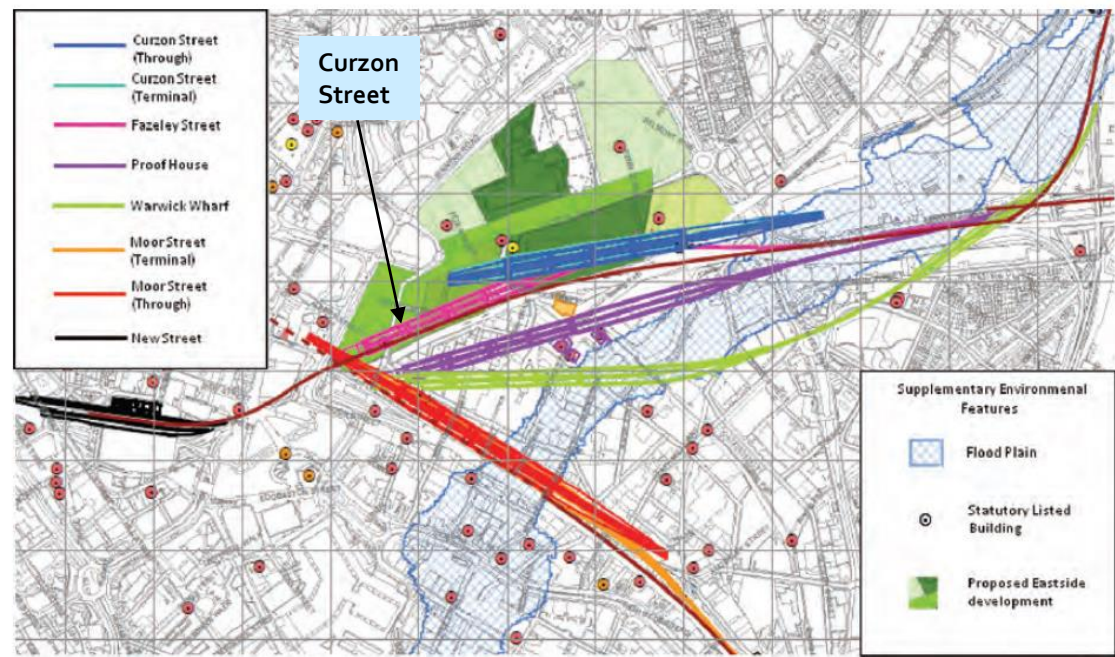 Curzon Street
(Through)
Curzon Street
(Terminal)
Fazeley Street
Proof House
Warwick Wharf
Moor Street
(Terminal)
Moor Street
(Through)
New Street
Curzon
Street
Supplementary Environmental
Features
Flood Plain
Statutory Listed
Building
Proposed Eastside
development